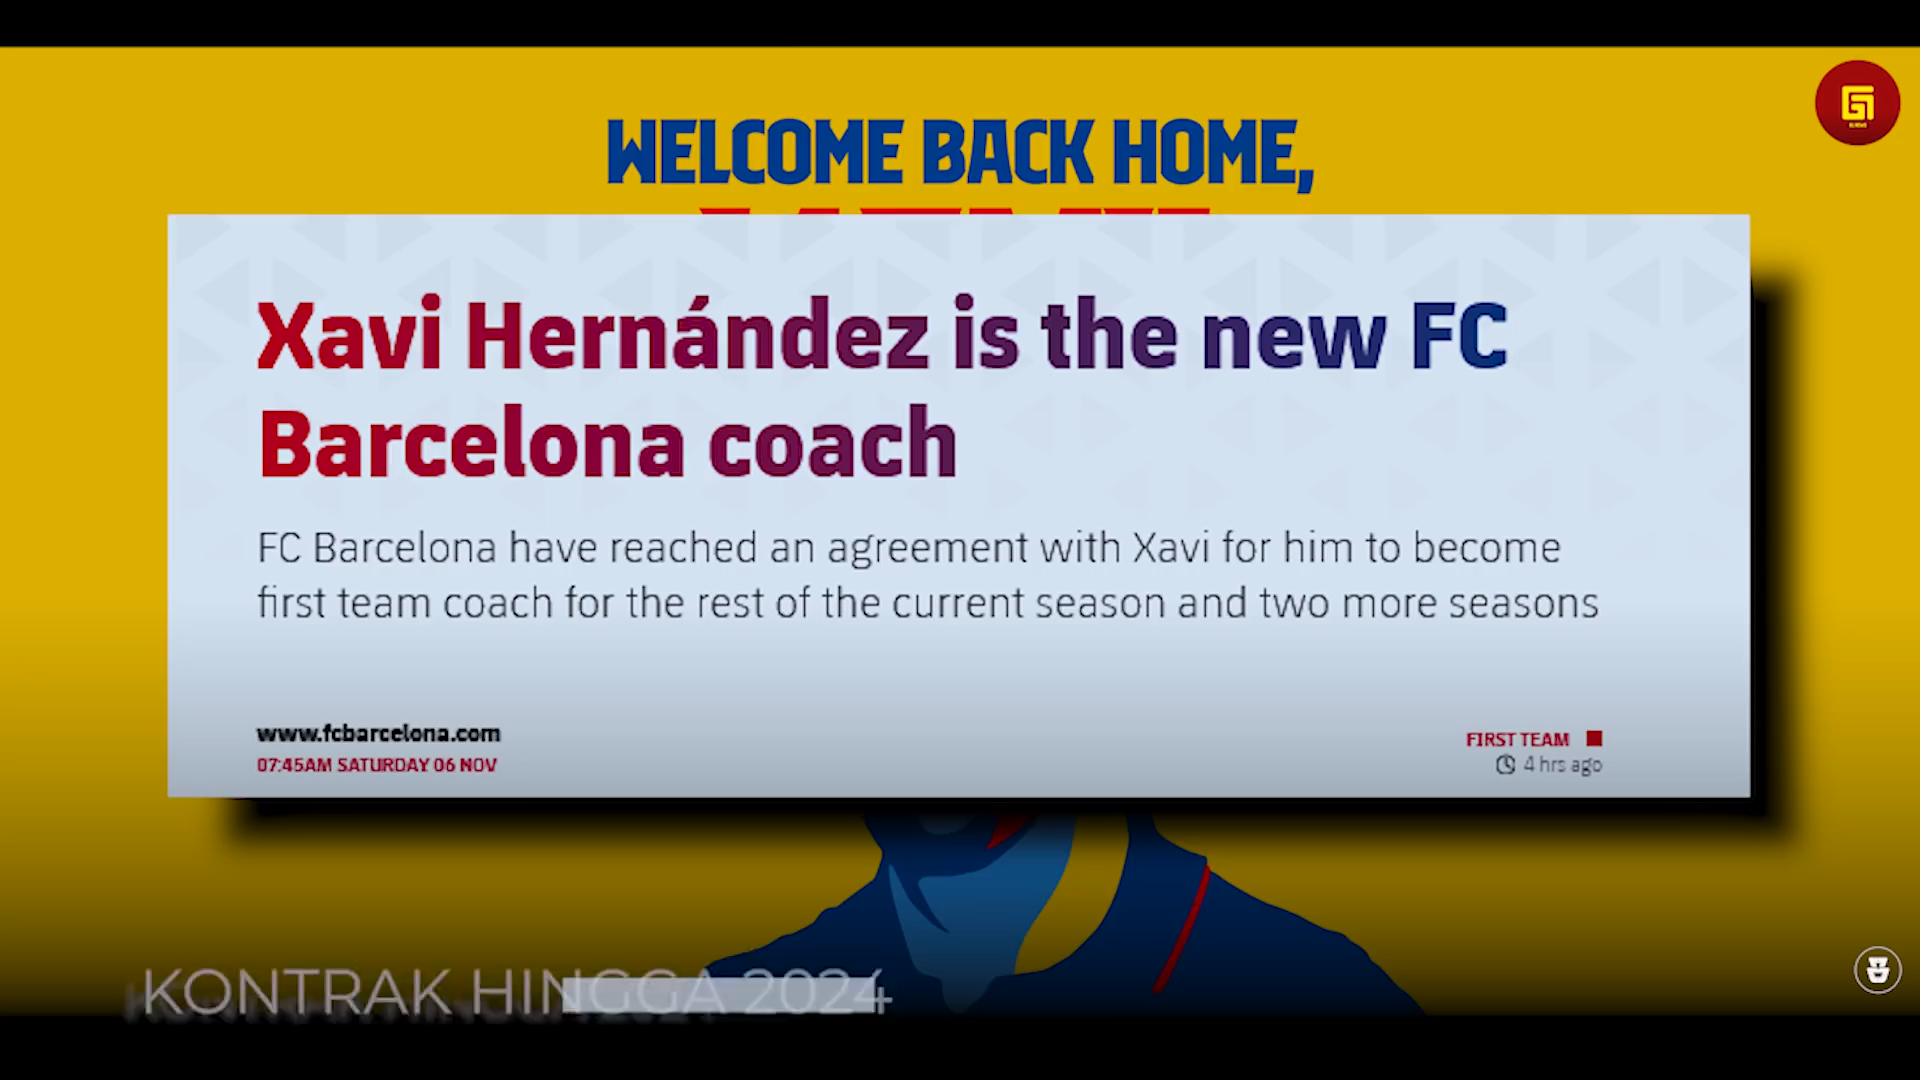 WELCOME BACK HOME,
Xavi Hernández is the new FC
Barcelona coach
FC Barcelona have reached an agreement with Xavi for him to become
first team coach for the rest of the current season and two more seasons
www.fcbarcelona.com
07:45AM SATURDAY 06 NOV
FIRST TEAM
4 hrs ago
KONTRAK HINGGA 2024